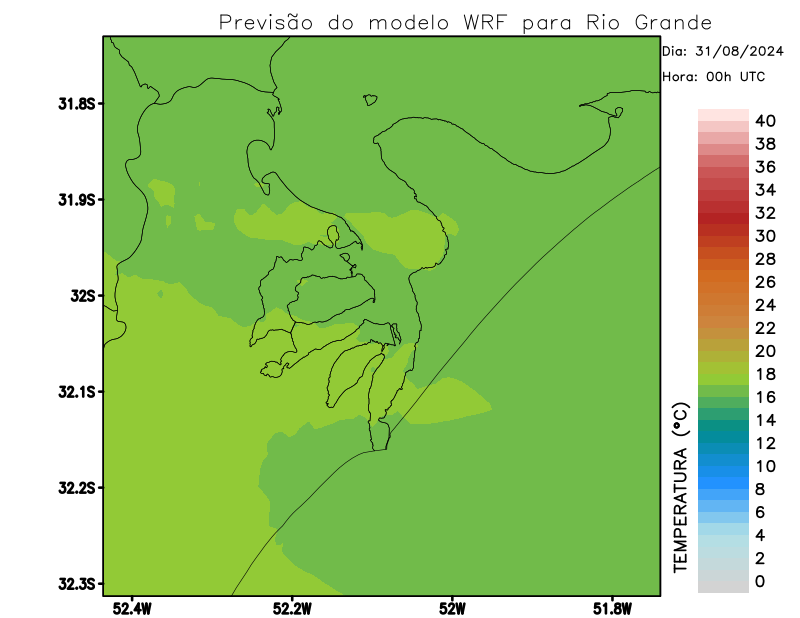 Previsão do modelo WRF para Rio Grande
Dia: 31/08/2024
Hora: 00h UTC
31.8S
31.9S
32S
32.1S
32.2S
32.3S
52.4W
52.2W
52W
51.8W
TEMPERATURA (°C)
40
38
36
34
32
30
28
26
24
22
20
18
16
14
12
10
8
6
4
2
0